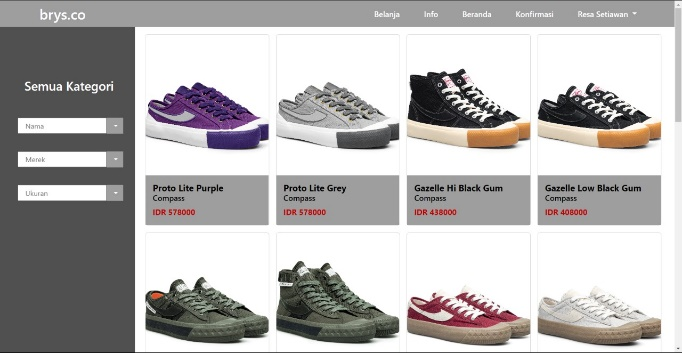 brys.co
Belanja Info Beranda Konfirmasi Resa Setiawan
Semua Kategori
Nama
Merek
Ukuran
Proto Lite Purple
Compass
IDR 578000
Proto Lite Grey
Compass
IDR 578000
Gazelle Hi Black Gum
Compass
IDR 438000
Gazelle Low Black Gum
Compass
IDR 408000